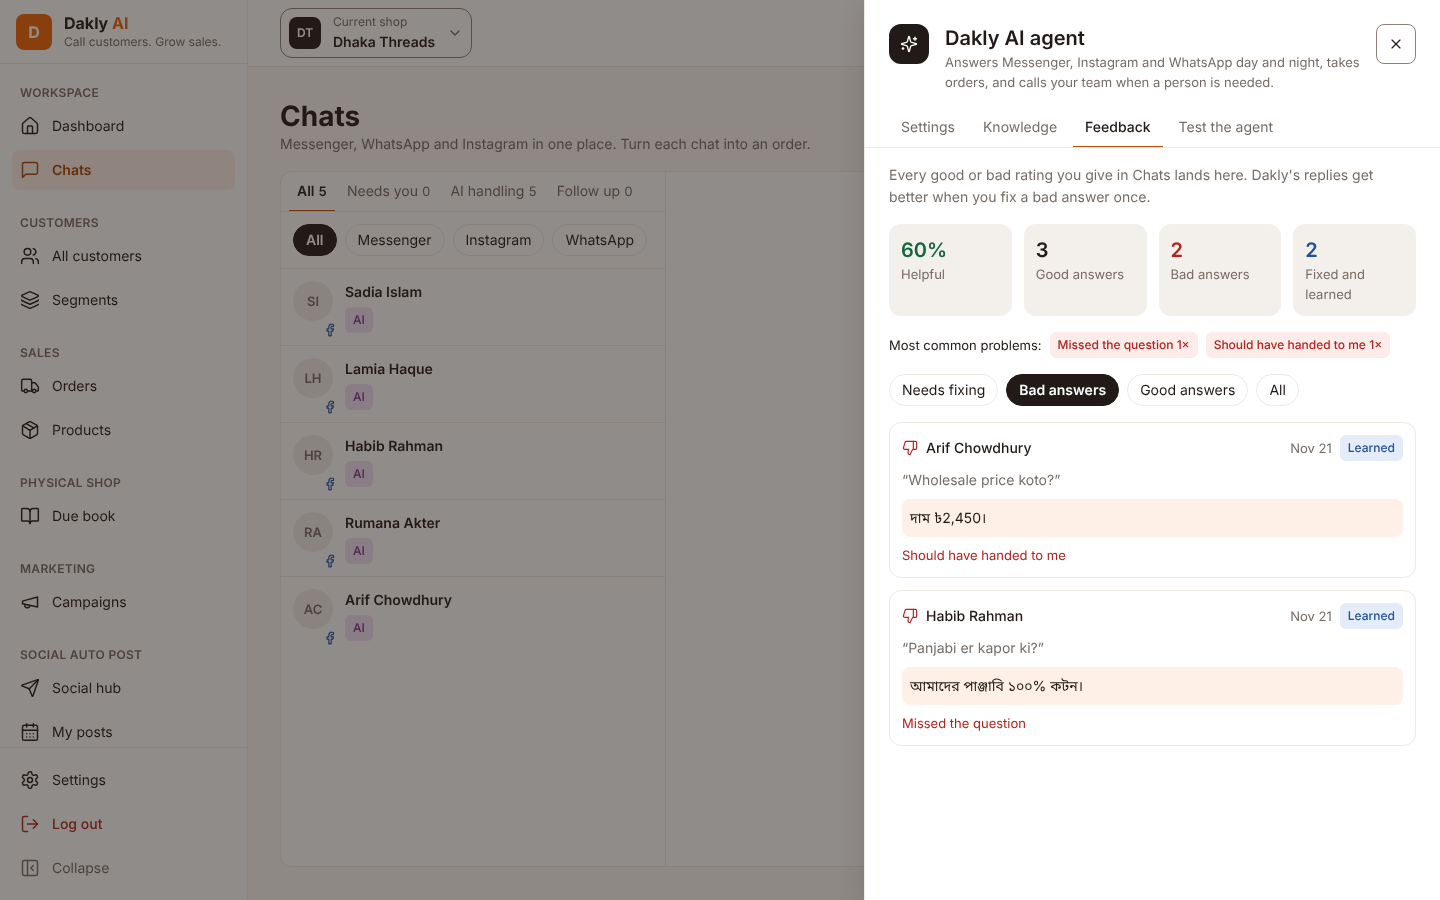 D
Dakly AI
Call customers. Grow sales.
WORKSPACE
Dashboard
Chats
CUSTOMERS
All customers
Segments
SALES
Orders
Products
PHYSICAL SHOP
Due book
MARKETING
Campaigns
SOCIAL AUTO POST
Social hub
My posts
Settings
Log out
Collapse
DT
Current shop
Dhaka Threads
Chats
Messenger, WhatsApp and Instagram in one place. Turn each chat into an order.
All 5 Needs you 0 AI handling 5 Follow up 0
All Messenger Instagram WhatsApp
SI
Sadia Islam
AI
LH
Lamia Haque
AI
HR
Habib Rahman
AI
RA
Rumana Akter
AI
AC
Arif Chowdhury
AI
Dakly AI agent
Answers Messenger, Instagram and WhatsApp day and night, takes
orders, and calls your team when a person is needed.
Settings Knowledge Feedback Test the agent
Every good or bad rating you give in Chats lands here. Dakly's replies get
better when you fix a bad answer once.
60%
Helpful
3
Good answers
2
Bad answers
2
Fixed and
learned
Most common problems: Missed the question 1× Should have handed to me 1×
Needs fixing Bad answers Good answers All
Arif Chowdhury Nov 21 Learned
“Wholesale price koto?”
দাম ৳2,450।
Should have handed to me
Habib Rahman Nov 21 Learned
“Panjabi er kapor ki?”
আমাদের পাঞ্জাবি ১০০% কটন।
Missed the question